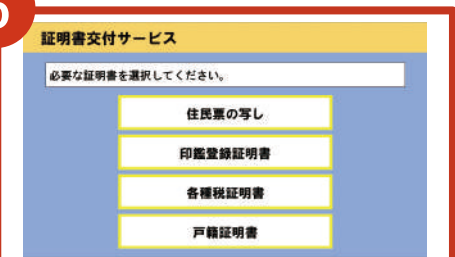 証明書交付サービス
必要な証明書を選択してください。
住民票の写し
印鑑登録証明書
各種税証明書
戸籍証明書